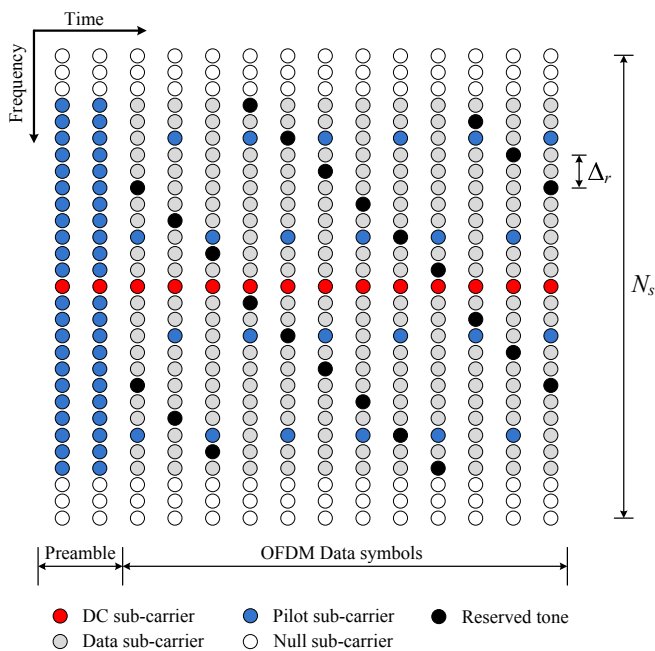 Time
Frequency
Δr
Ns
Preamble
OFDM Data symbols
DC sub-carrier
Pilot sub-carrier
Reserved tone
Data sub-carrier
Null sub-carrier